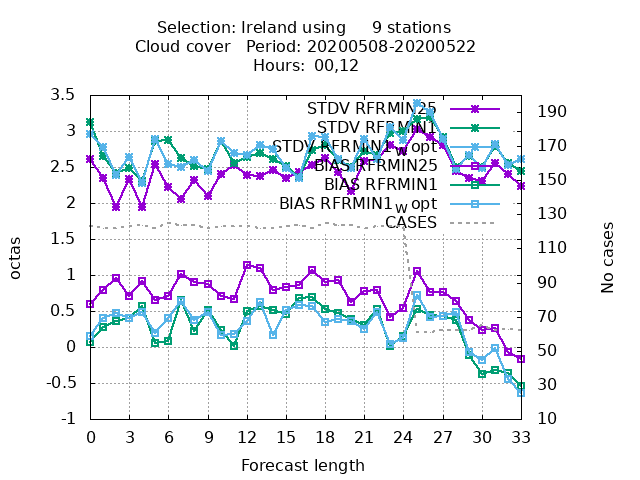 Selection: Ireland using 9 stations
Cloud cover Period: 20200508-20200522
Hours: 00,12
3.5
3
2.5
2
1.5
1
0.5
0
-0.5
-1
octas
STDV RFRMIN25
STDV RFRMIN1
STDV RFRMIN1_W opt
BIAS RFRMIN25
BIAS RFRMIN1
BIAS RFRMIN1_W opt
CASES
190
170
150
130
110
90
70
50
30
10
No cases
0 3 6 9 12 15 18 21 24 27 30 33
Forecast length